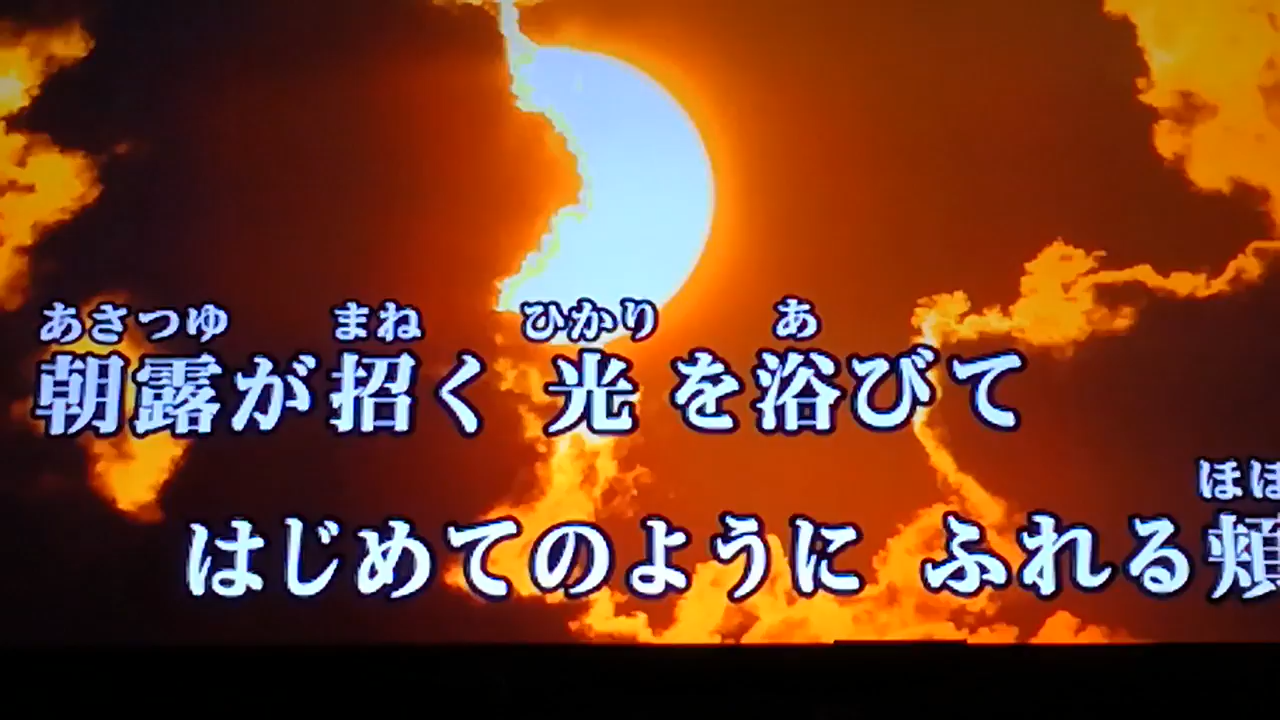 あさつゆ まね ひかり あ
朝露が招く 光 を浴びて
ほほ
はじめてのように ふれる頬